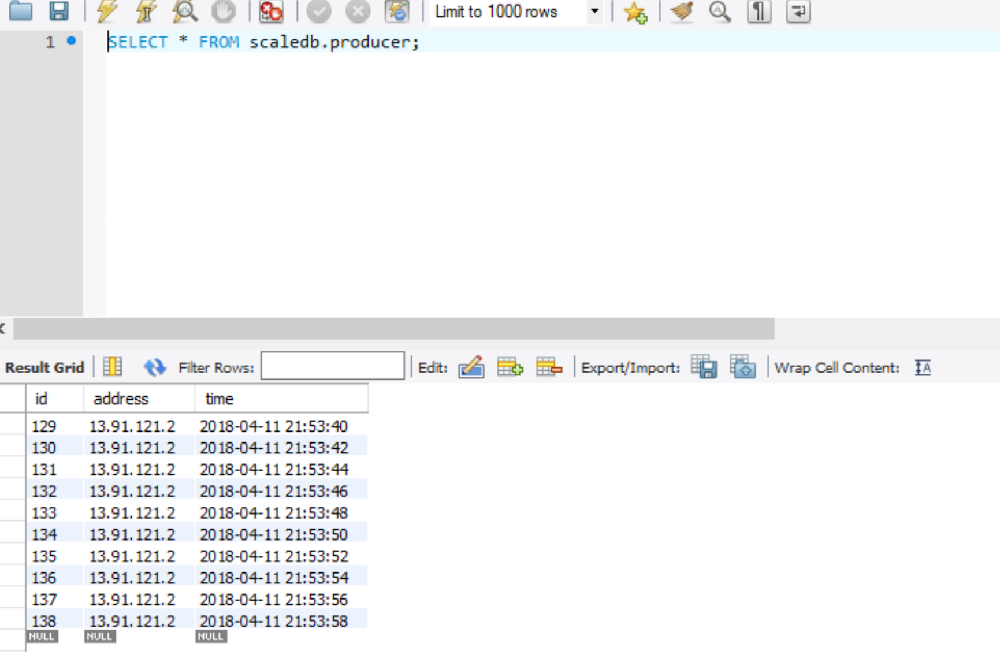 Limit to 1000 rows
1 SELECT * FROM scaledb.producer;
Result Grid Filter Rows: Edit: Export/Import: Wrap Cell Content: IA
id address time
129 13.91.121.2 2018-04-11 21:53:40
130 13.91.121.2 2018-04-11 21:53:42
131 13.91.121.2 2018-04-11 21:53:44
132 13.91.121.2 2018-04-11 21:53:46
133 13.91.121.2 2018-04-11 21:53:48
134 13.91.121.2 2018-04-11 21:53:50
135 13.91.121.2 2018-04-11 21:53:52
136 13.91.121.2 2018-04-11 21:53:54
137 13.91.121.2 2018-04-11 21:53:56
138 13.91.121.2 2018-04-11 21:53:58
NULL NULL NULL